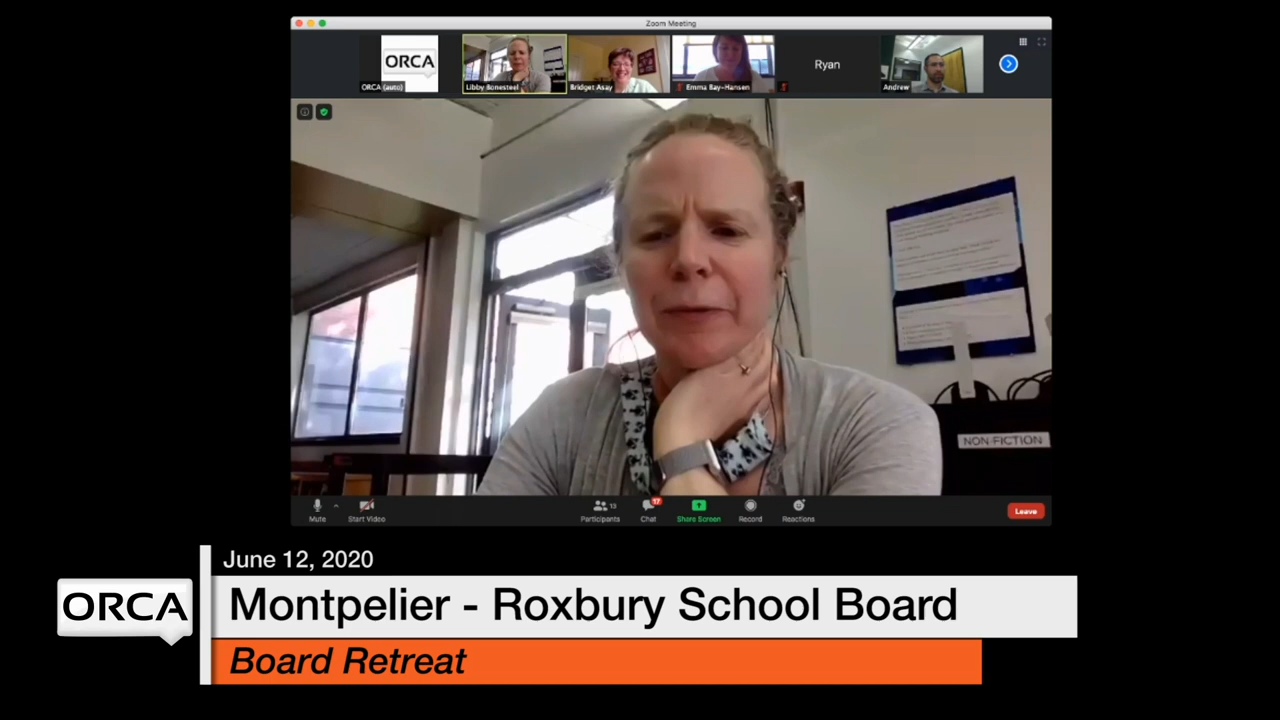 Zoom Meeting
ORCA
ORCA (auto)
Libby Bonesteel
Bridget Asay
Emma Bay-Hansen
Ryan
Andrew
NON-FICTION
Mute
Start Video
Participants
13
Chat
17
Share Screen
Record
Reactions
Leave
June 12, 2020
ORCA
Montpelier - Roxbury School Board
Board Retreat